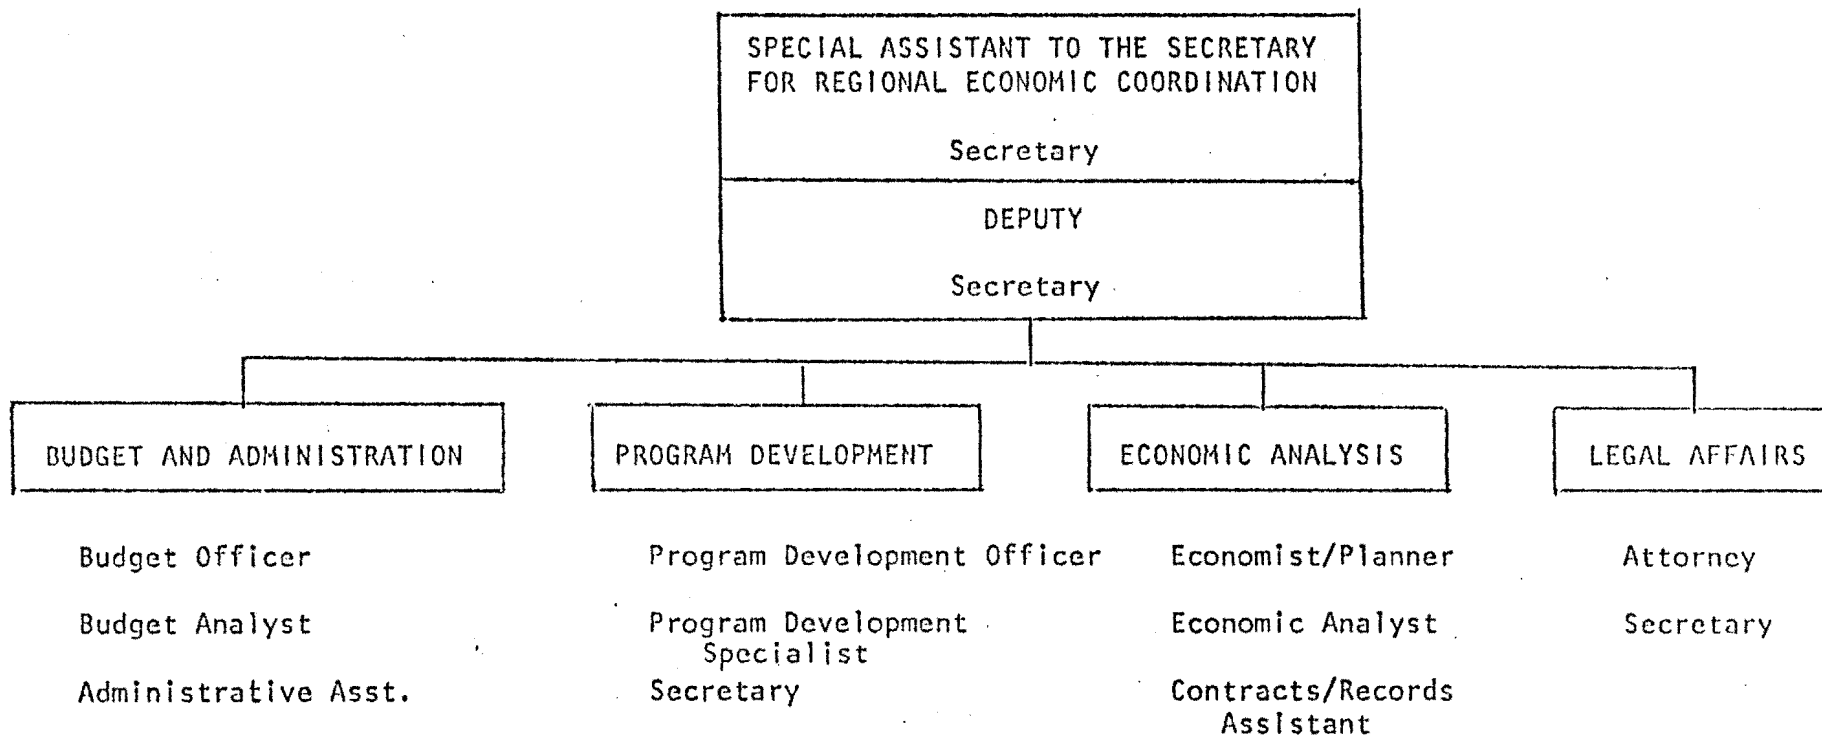 SPECIAL ASSISTANT TO THE SECRETARY
FOR REGIONAL ECONOMIC COORDINATION
Secretary
DEPUTY
Secretary
BUDGET AND ADMINISTRATION
Budget Officer
Budget Analyst
Administrative Asst.
PROGRAM DEVELOPMENT
Program Development Officer
Program Development
Specialist
Secretary
ECONOMIC ANALYSIS
Economist/Planner
Economic Analyst
Contracts/Records
Assistant
LEGAL AFFAIRS
Attorney
Secretary